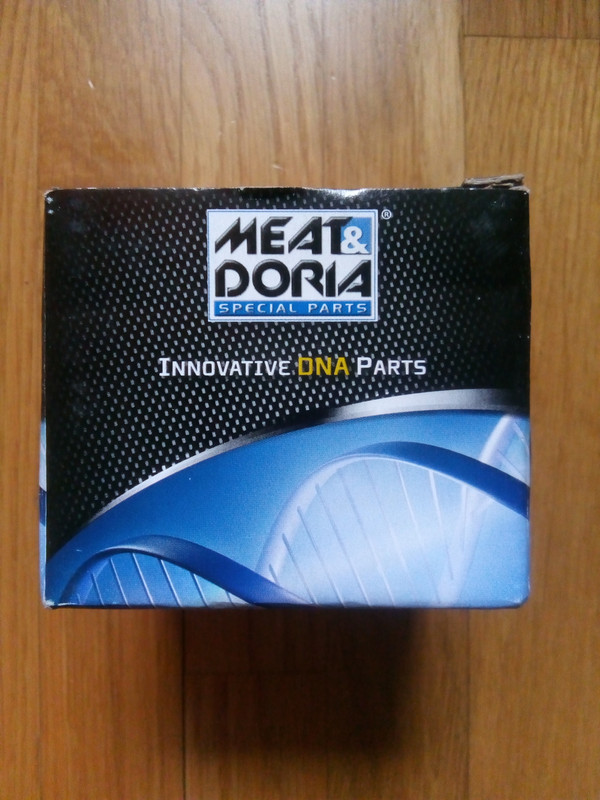 MEAT &
DORIA ®
SPECIAL PARTS
INNOVATIVE DNA PARTS